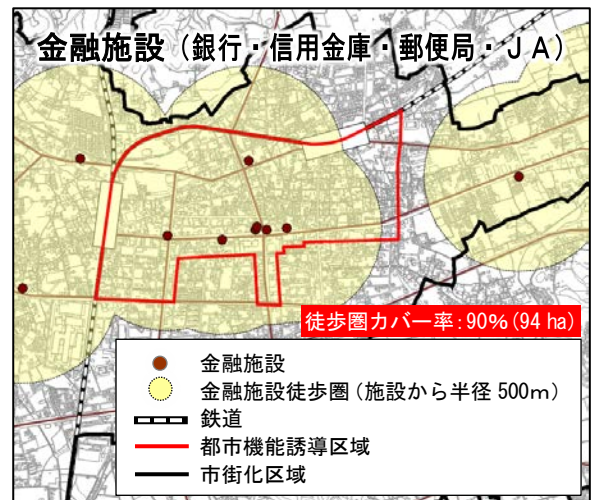 金融施設（銀行・信用金庫・郵便局・ＪＡ）
徒歩圏カバー率：90％(94 ha)
金融施設
金融施設徒歩圏（施設から半径 500ｍ）
鉄道
都市機能誘導区域
市街化区域